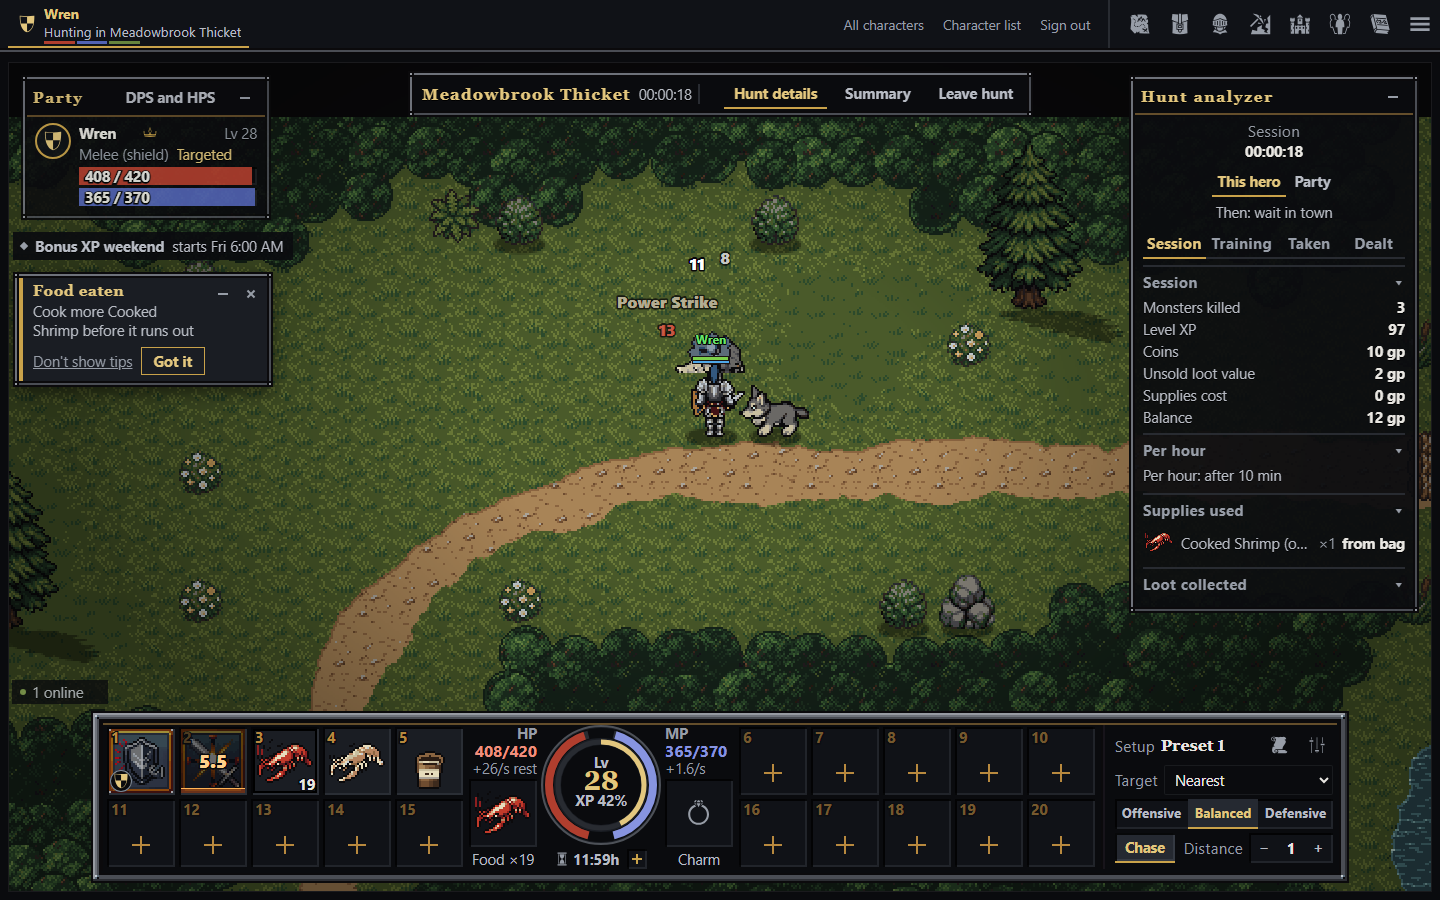 Wren
Hunting in Meadowbrook Thicket
All characters
Character list
Sign out
Party
DPS and HPS
Wren
Lv 28
Melee (shield) Targeted
408 / 420
365 / 370
Bonus XP weekend starts Fri 6:00 AM
Food eaten
Cook more Cooked
Shrimp before it runs out
Don't show tips
Got it
Meadowbrook Thicket 00:00:18
Hunt details
Summary
Leave hunt
11
8
Power Strike
13
Wren
Hunt analyzer
Session
00:00:18
This hero
Party
Then: wait in town
Session
Training
Taken
Dealt
Session
Monsters killed 3
Level XP 97
Coins 10 gp
Unsold loot value 2 gp
Supplies cost 0 gp
Balance 12 gp
Per hour
Per hour: after 10 min
Supplies used
Cooked Shrimp (o... ×1 from bag
Loot collected
1 online
1
2
5.5
3
19
4
5
11
12
13
14
15
HP
408/420
+26/s rest
Food ×19
Lv
28
XP 42%
11:59h
+
MP
365/370
+1.6/s
Charm
6
7
8
9
10
16
17
18
19
20
Setup Preset 1
Target Nearest
Offensive
Balanced
Defensive
Chase
Distance
− 1 +